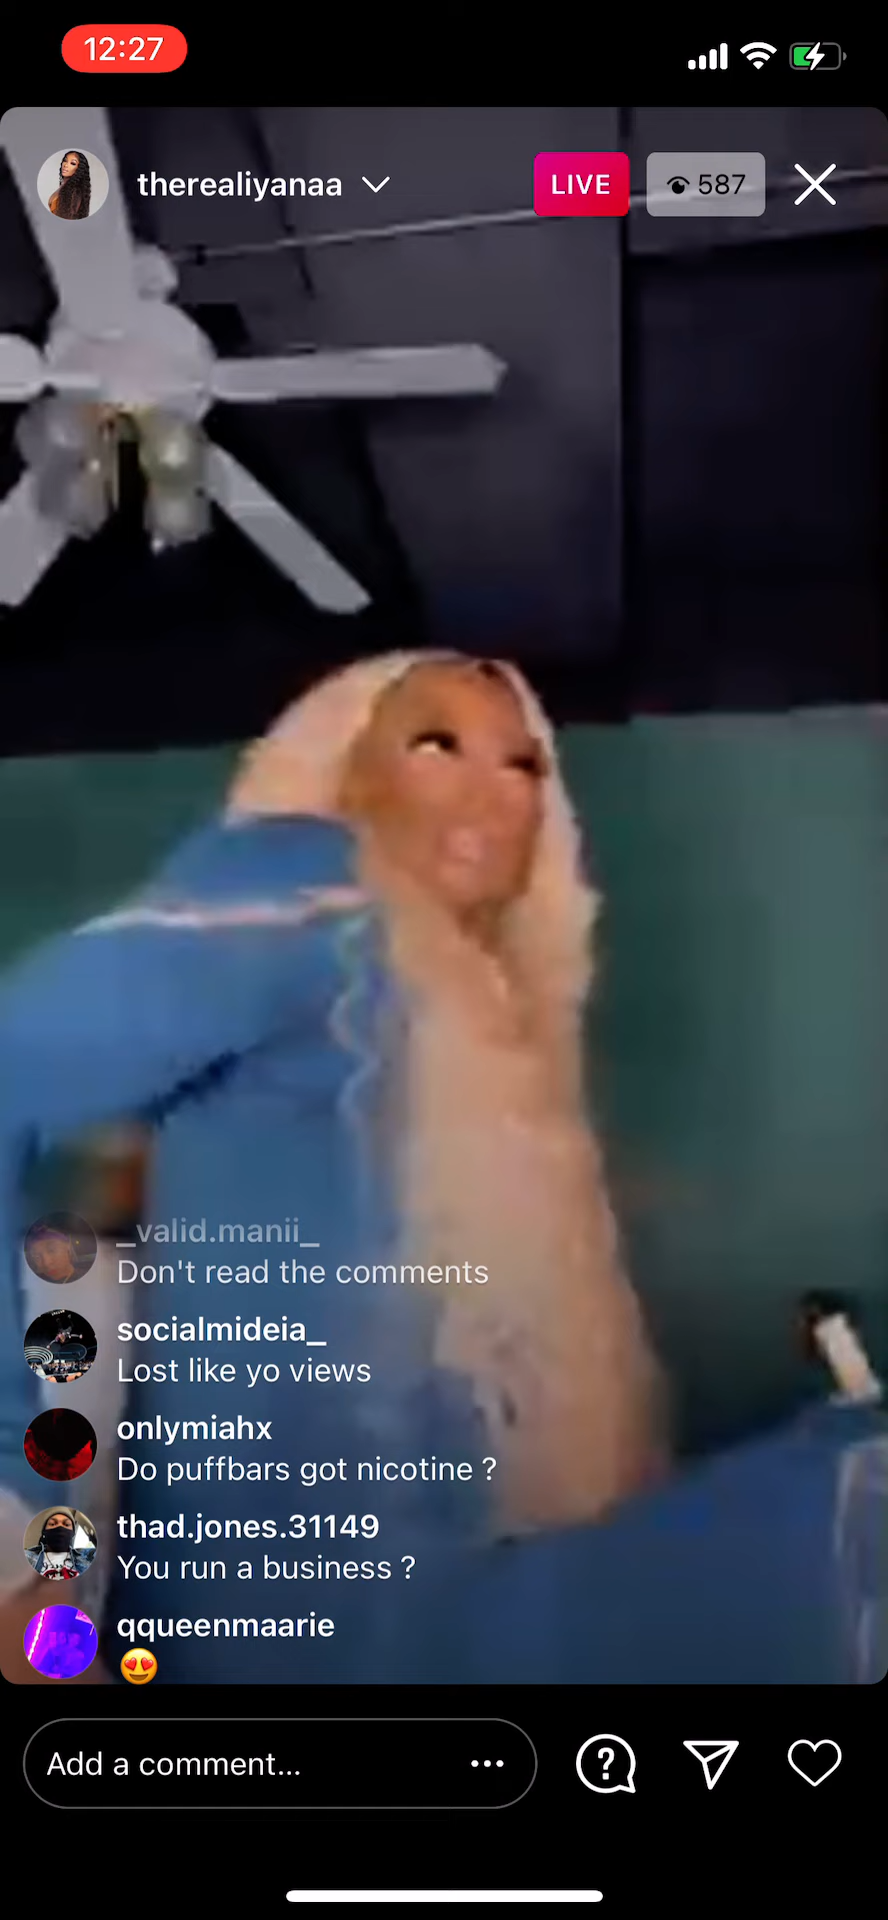 12:27
therealiyanaa
LIVE
587
_valid.manii_
Don't read the comments
socialmideia_
Lost like yo views
onlymiahx
Do puffbars got nicotine ?
thad.jones.31149
You run a business ?
qqueenmaarie
😍
Add a comment...